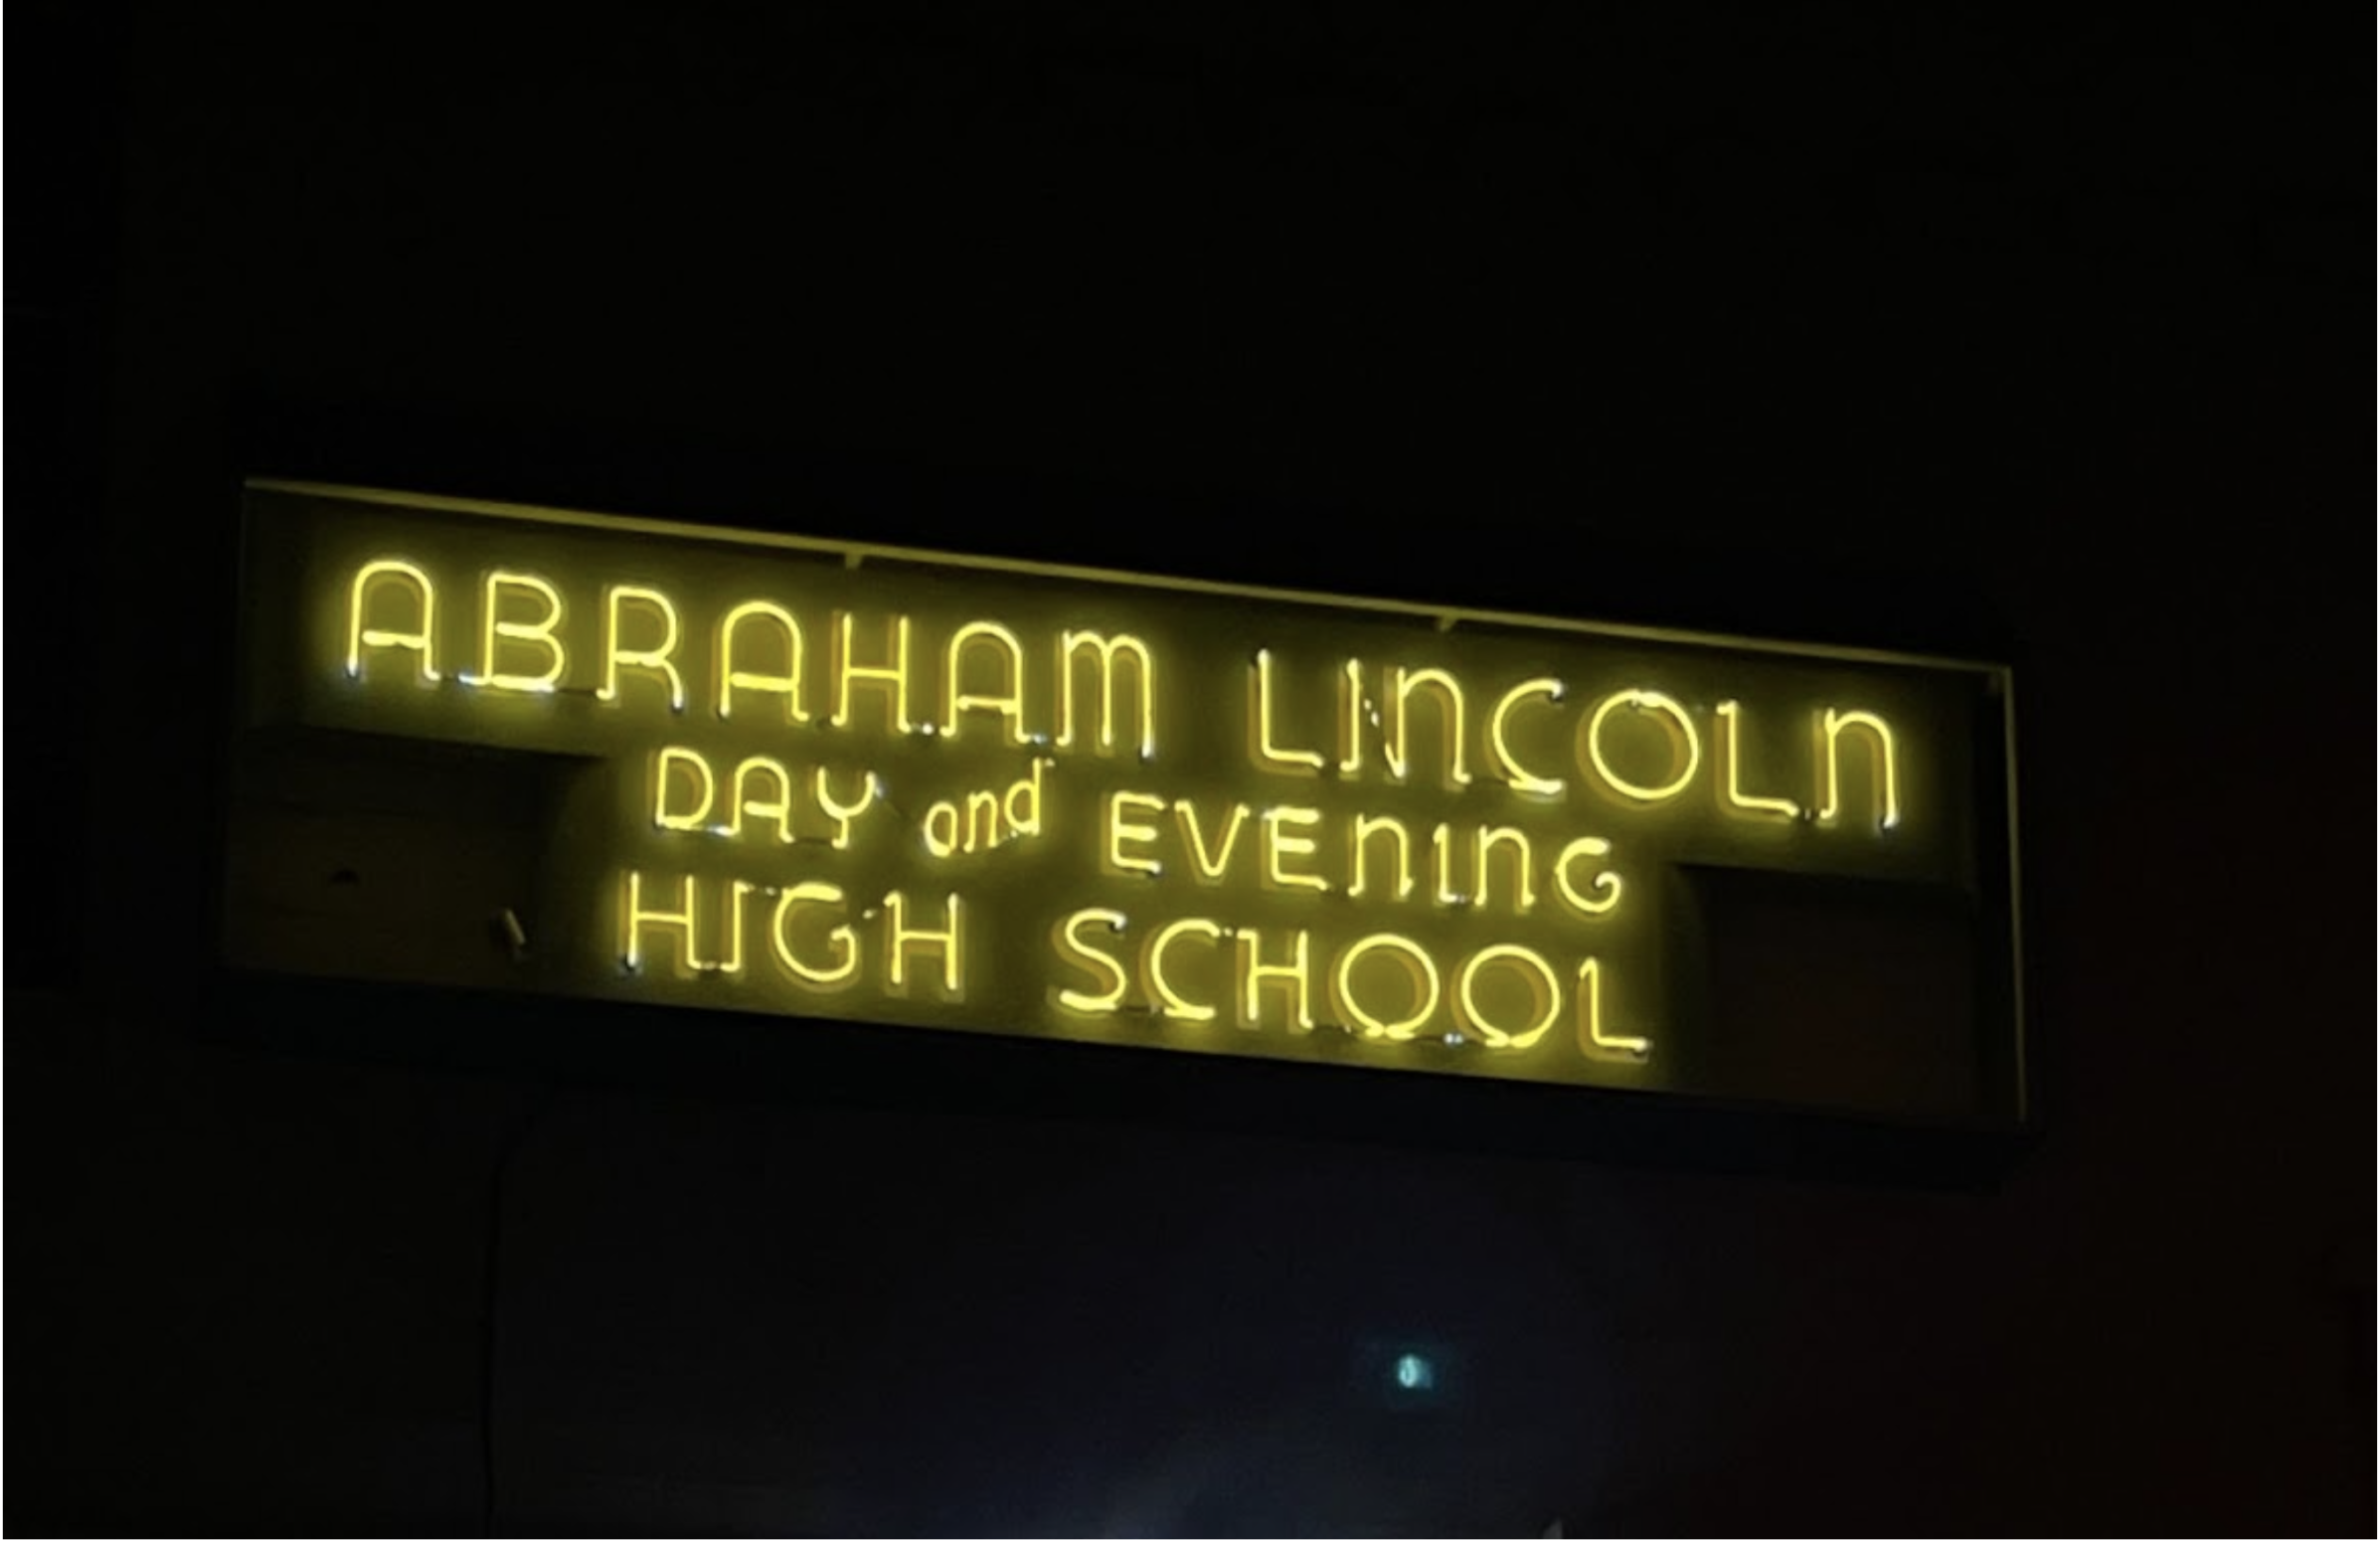 ABRAHAM LINCOLN
DAY and EVENING
HIGH SCHOOL